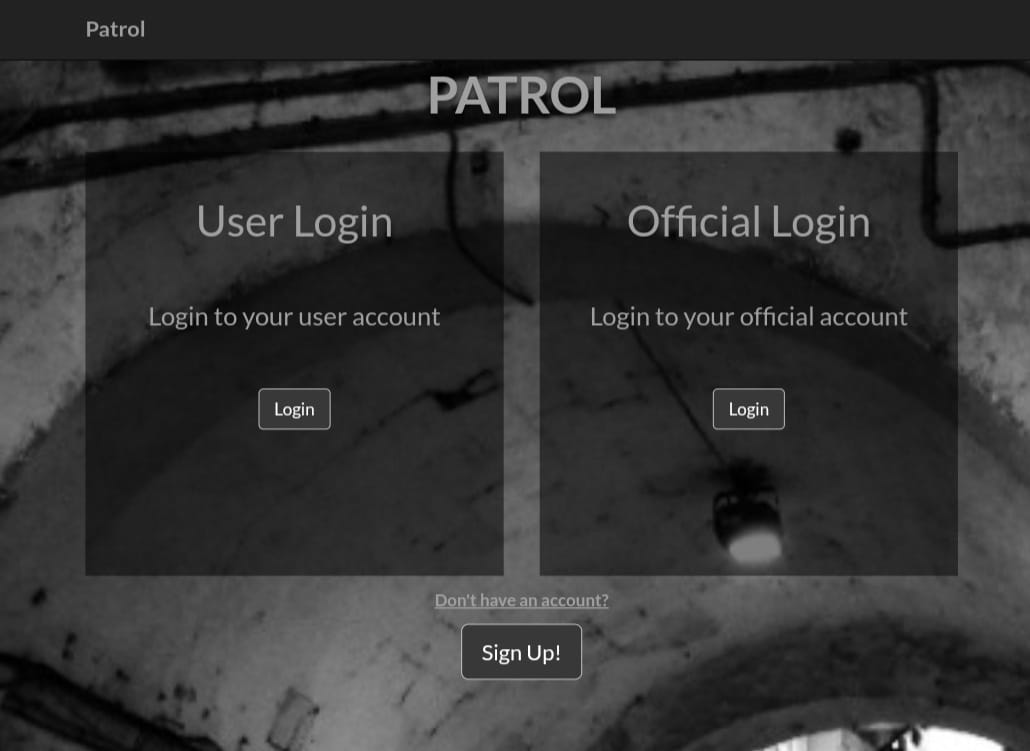 Patrol
PATROL
User Login
Login to your user account
Login
Official Login
Login to your official account
Login
Don't have an account?
Sign Up!